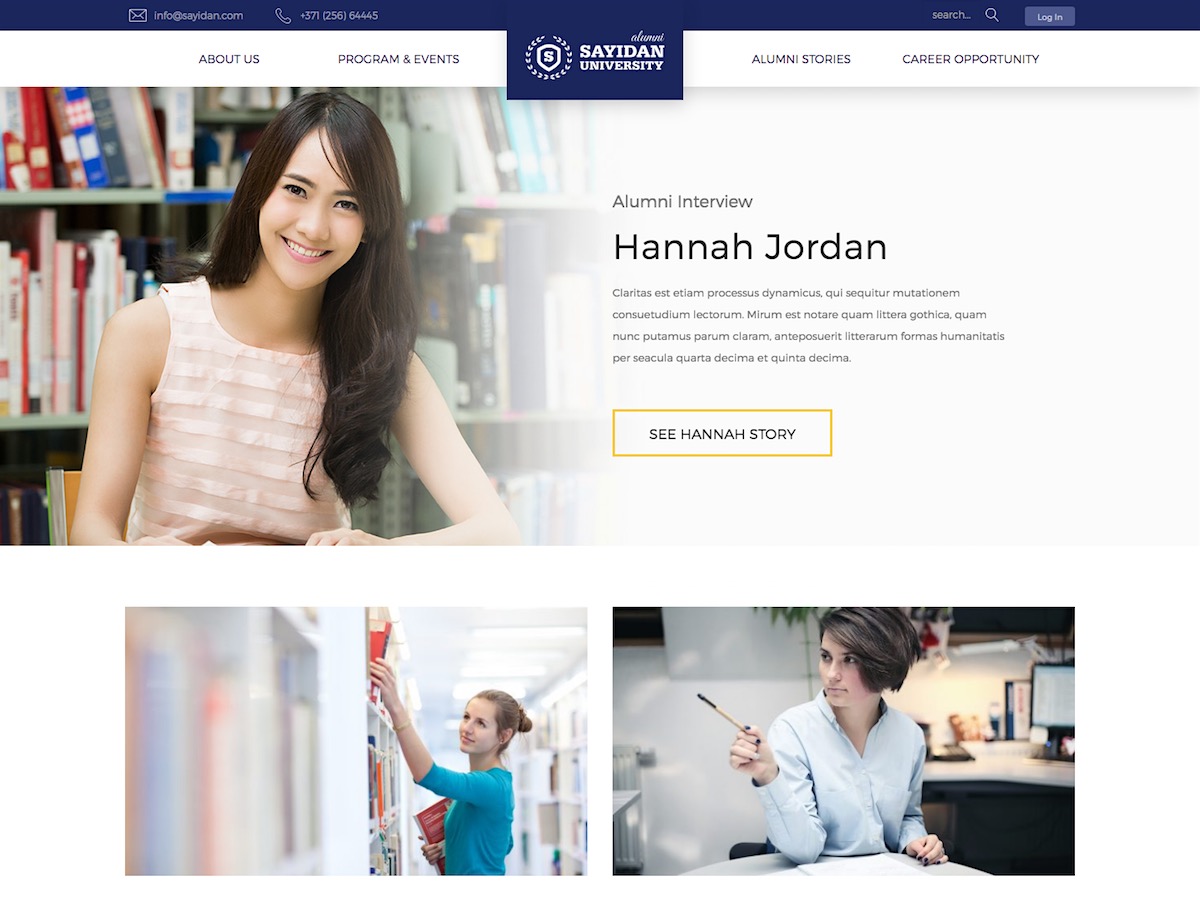 info@sayidan.com
+371 (256) 64445
search...
Log In
ABOUT US
PROGRAM & EVENTS
alumni
SAYIDAN
UNIVERSITY
S
ALUMNI STORIES
CAREER OPPORTUNITY
Alumni Interview
Hannah Jordan
Claritas est etiam processus dynamicus, qui sequitur mutationem
consuetudium lectorum. Mirum est notare quam littera gothica, quam
nunc putamus parum claram, anteposuerit litterarum formas humanitatis
per seacula quarta decima et quinta decima.
SEE HANNAH STORY